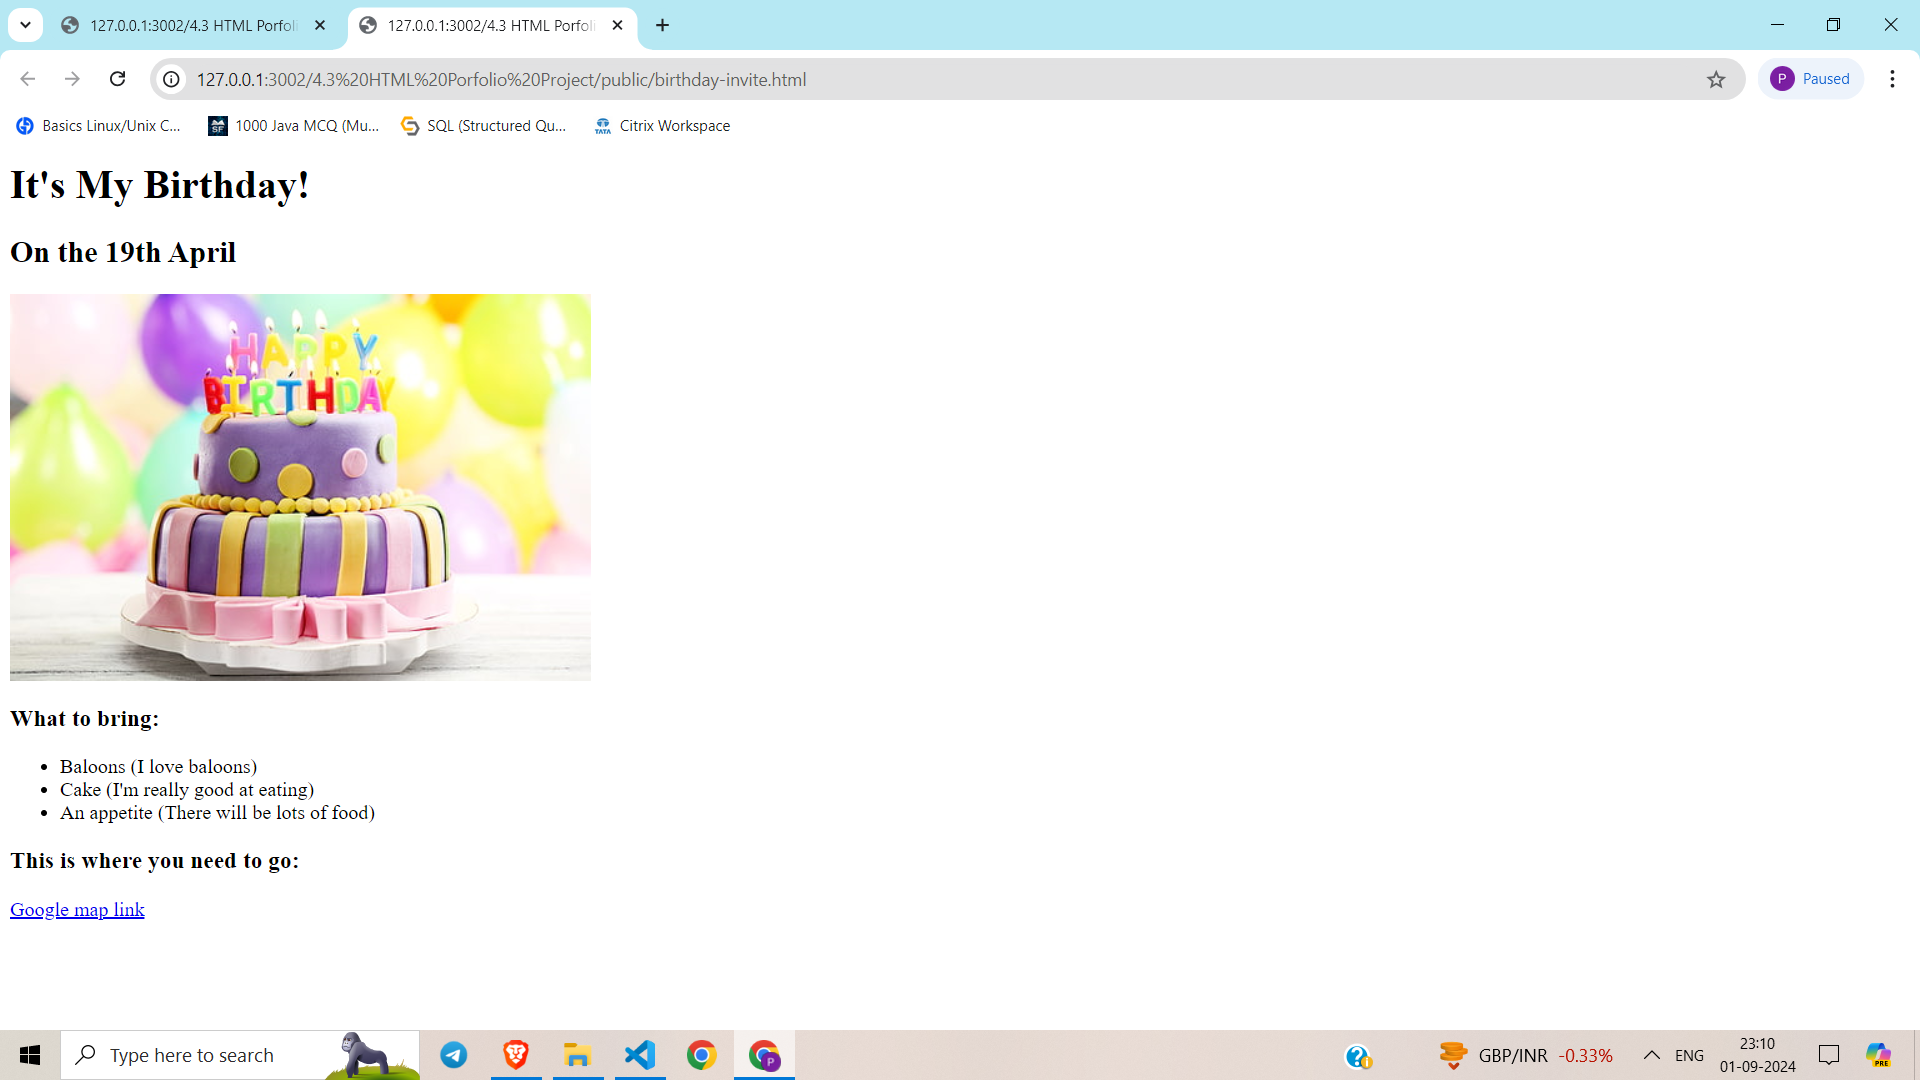 127.0.0.1:3002/4.3 HTML Porfoli
127.0.0.1:3002/4.3 HTML Porfoli
127.0.0.1:3002/4.3%20HTML%20Porfolio%20Project/public/birthday-invite.html
P Paused
Basics Linux/Unix C...
SF 1000 Java MCQ (Mu...
SQL (Structured Qu...
TATA Citrix Workspace
It's My Birthday!
On the 19th April
HAPPY
BIRTHDAY
What to bring:
• Baloons (I love baloons)
• Cake (I'm really good at eating)
• An appetite (There will be lots of food)
This is where you need to go:
Google map link
Type here to search
P
GBP/INR -0.33%
ENG
23:10
01-09-2024
PRE